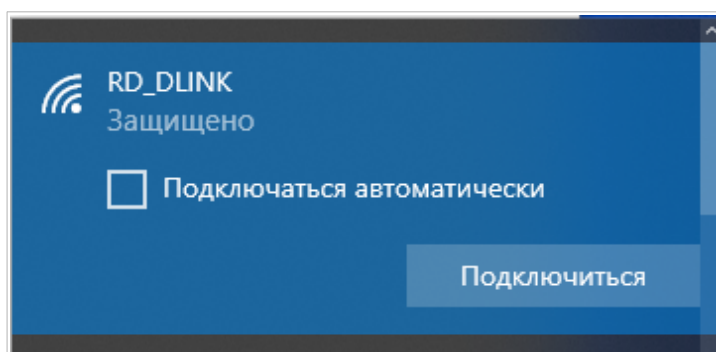 RD_DLINK
Защищено
Подключаться автоматически
Подключиться